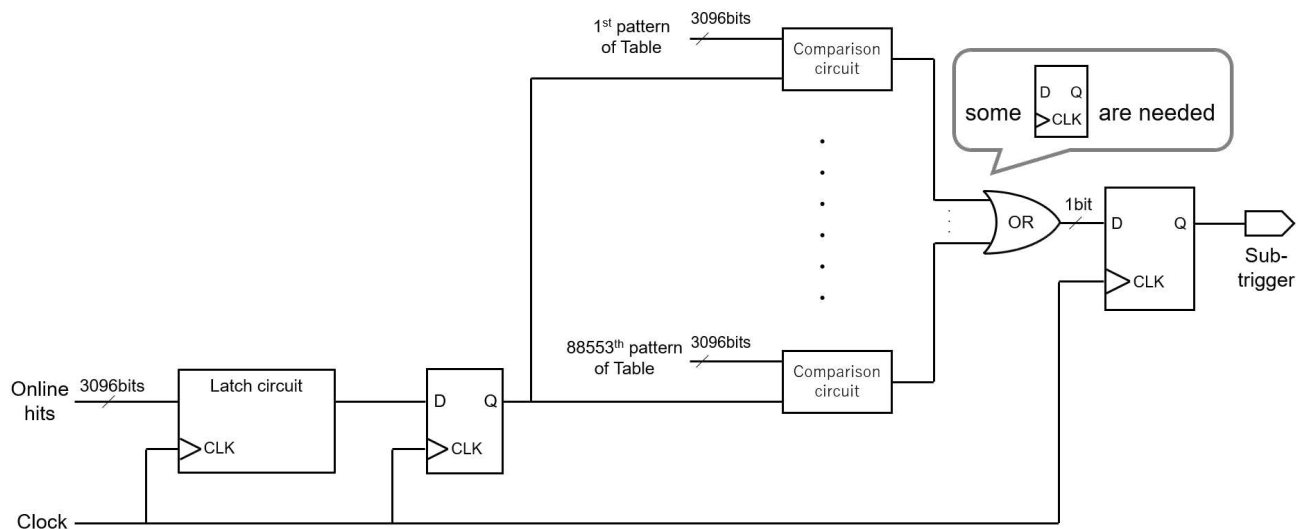 1st pattern
of Table
3096bits
Comparison
circuit
D Q
CLK
some are needed
OR
1bit
D Q
CLK
Sub-
trigger
88553th pattern
of Table
3096bits
Comparison
circuit
Online
hits
3096bits
Latch circuit
CLK
D Q
CLK
Clock